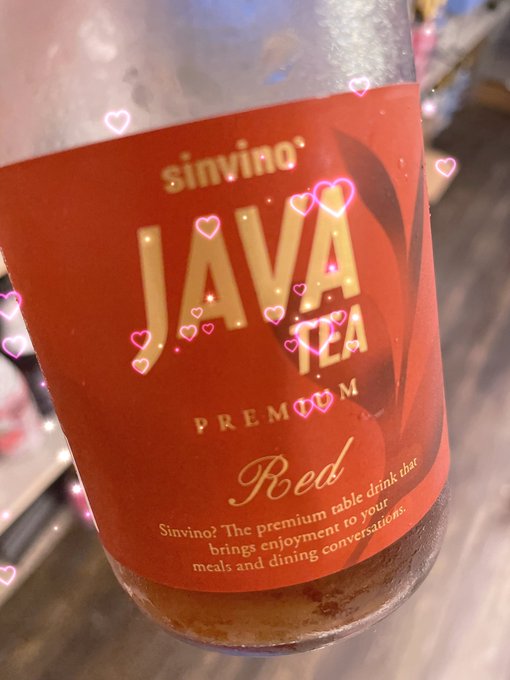 sinvino
JAVA
TEA
PREMIUM
Red
Sinvino? The premium table drink that
brings enjoyment to your
meals and dining conversations.